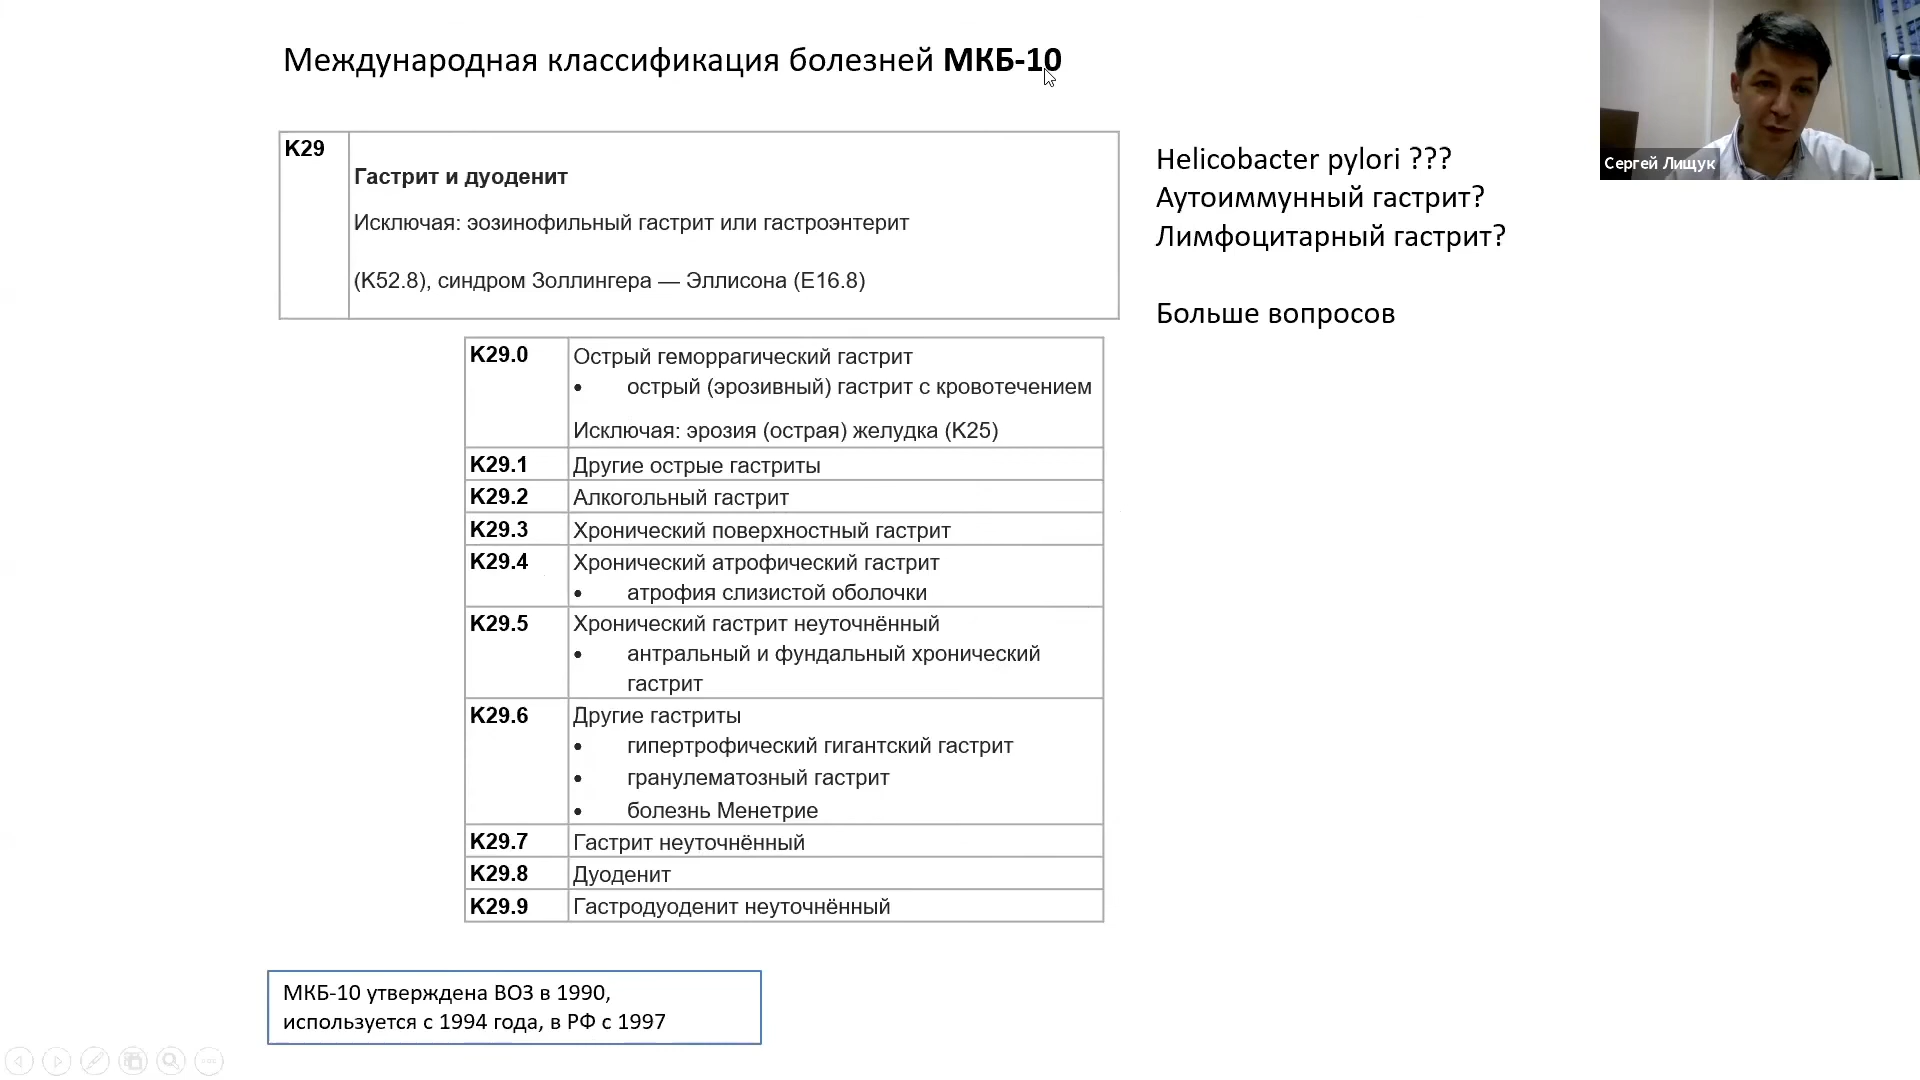 Международная классификация болезней МКБ-10
Сергей Лищук
K29
Гастрит и дуоденит
Исключая: эозинофильный гастрит или гастроэнтерит
(K52.8), синдром Золлингера — Эллисона (E16.8)
Helicobacter pylori ???
Аутоиммунный гастрит?
Лимфоцитарный гастрит?
Больше вопросов
K29.0
Острый геморрагический гастрит
• острый (эрозивный) гастрит с кровотечением
Исключая: эрозия (острая) желудка (K25)
K29.1 Другие острые гастриты
K29.2 Алкогольный гастрит
K29.3 Хронический поверхностный гастрит
K29.4 Хронический атрофический гастрит
• атрофия слизистой оболочки
K29.5 Хронический гастрит неуточнённый
• антральный и фундальный хронический
гастрит
K29.6 Другие гастриты
• гипертрофический гигантский гастрит
• гранулематозный гастрит
• болезнь Менетрие
K29.7 Гастрит неуточнённый
K29.8 Дуоденит
K29.9 Гастродуоденит неуточнённый
МКБ-10 утверждена ВОЗ в 1990,
используется с 1994 года, в РФ с 1997